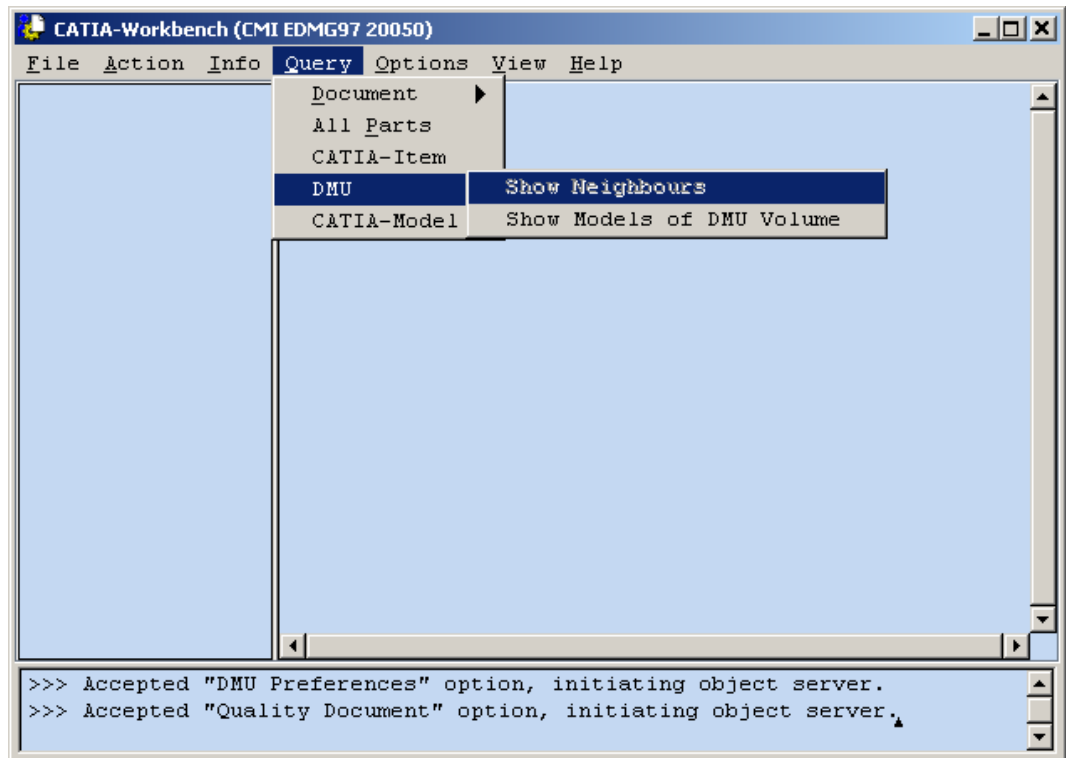 CATIA-Workbench (CMI EDMG97 20050)
File Action Info Query Options View Help
Document
All Parts
CATIA-Item
DMU
CATIA-Model
Show Neighbours
Show Models of DMU Volume
>>> Accepted "DMU Preferences" option, initiating object server.
>>> Accepted "Quality Document" option, initiating object server.